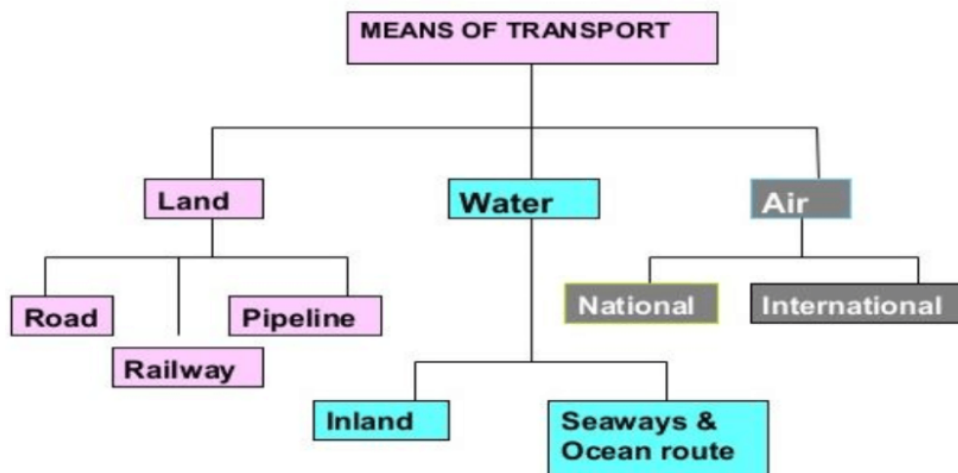 MEANS OF TRANSPORT
Land
Water
Air
Road
Pipeline
National
International
Railway
Inland
Seaways &
Ocean route